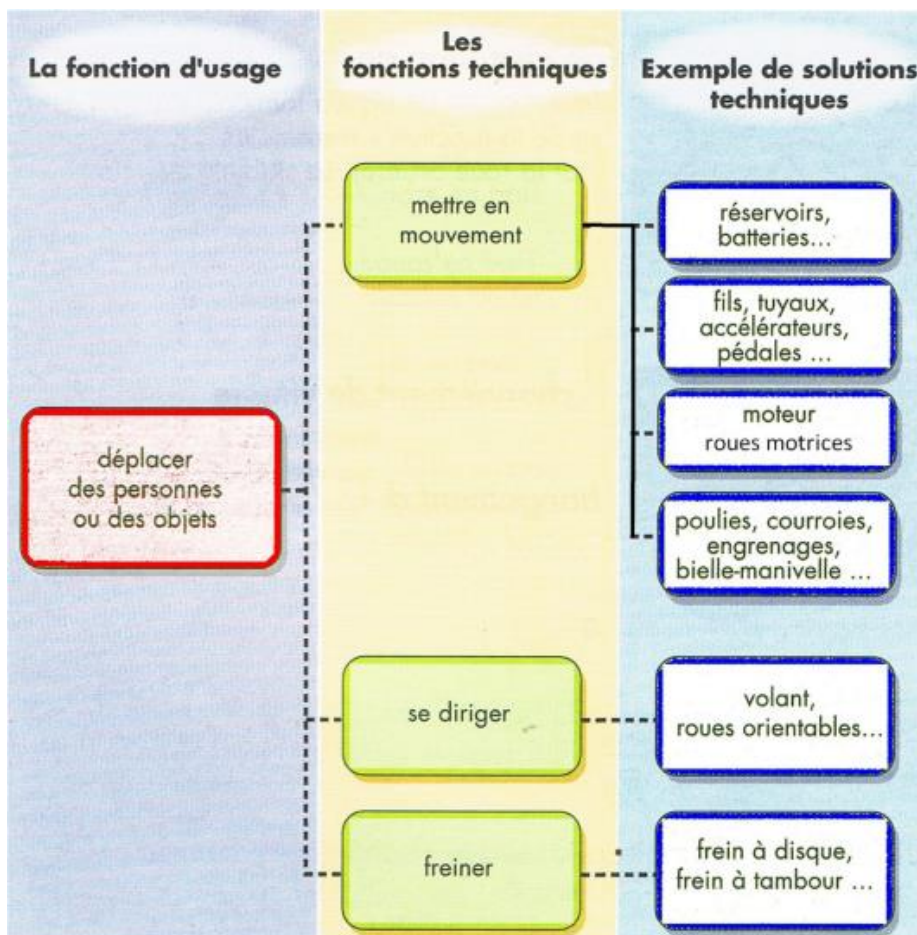 La fonction d'usage
Les
fonctions techniques
Exemple de solutions
techniques
déplacer
des personnes
ou des objets
mettre en
mouvement
réservoirs,
batteries...
fils, tuyaux,
accélérateurs,
pédales ...
moteur
roues motrices
poulies, courroies,
engrenages,
bielle-manivelle ...
se diriger
volant,
roues orientables...
freiner
frein à disque,
frein à tambour ...